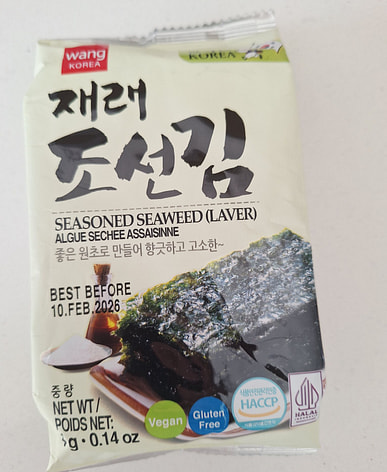 wang
KOREA
KOREA
재래
조선김
SEASONED SEAWEED (LAVER)
ALGUE SECHEE ASSAISINNE
좋은 원초로 만들어 향긋하고 고소한~
BEST BEFORE
10.FEB.2026
중량
NET WT /
POIDS NET:
g • 0.14 oz
Vegan
Gluten
Free
HACCP
HALAL